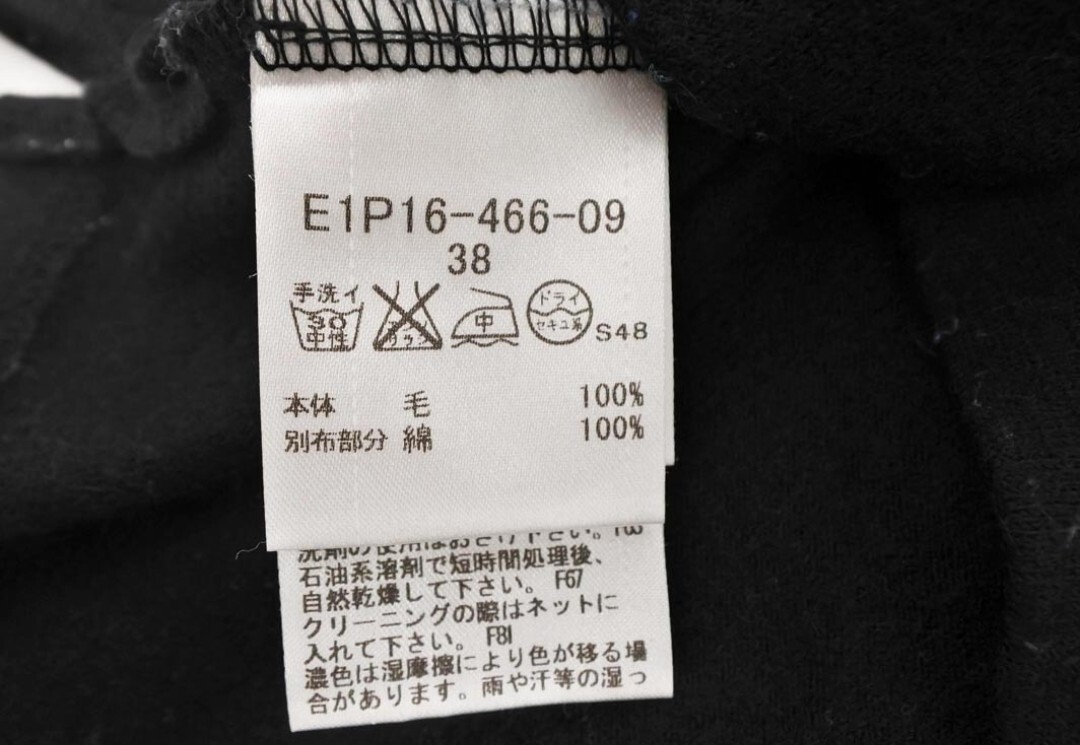 E1P16-466-09
38
手洗イ
30
中性
中
ドライ
セキユ系
S48
本体 毛 100%
別布部分 綿 100%
石油系溶剤で短時間処理後、
自然乾燥して下さい。 F67
クリーニングの際はネットに
入れて下さい。 F81
濃色は湿摩擦により色が移る場
合があります。雨や汗等の湿っ